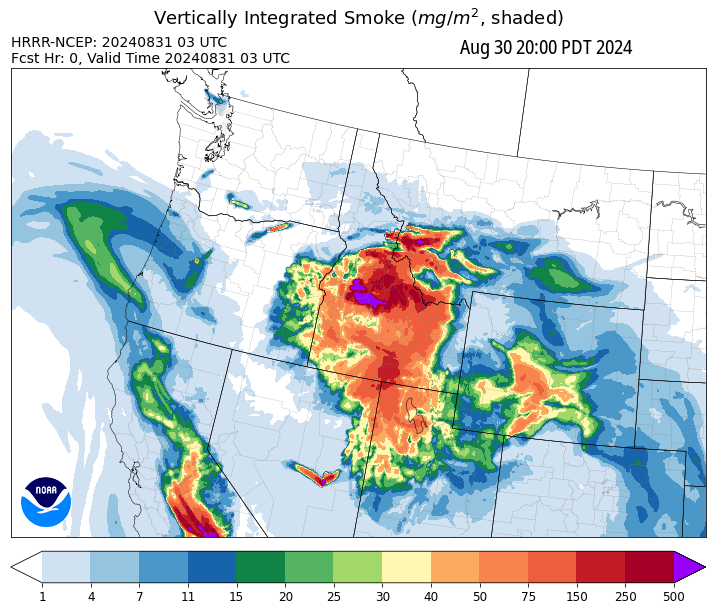 Vertically Integrated Smoke (mg/m², shaded)
HRRR-NCEP: 20240831 03 UTC
Fcst Hr: 0, Valid Time 20240831 03 UTC
Aug 30 20:00 PDT 2024
NOAA
1 4 7 11 15 20 25 30 40 50 75 150 250 500